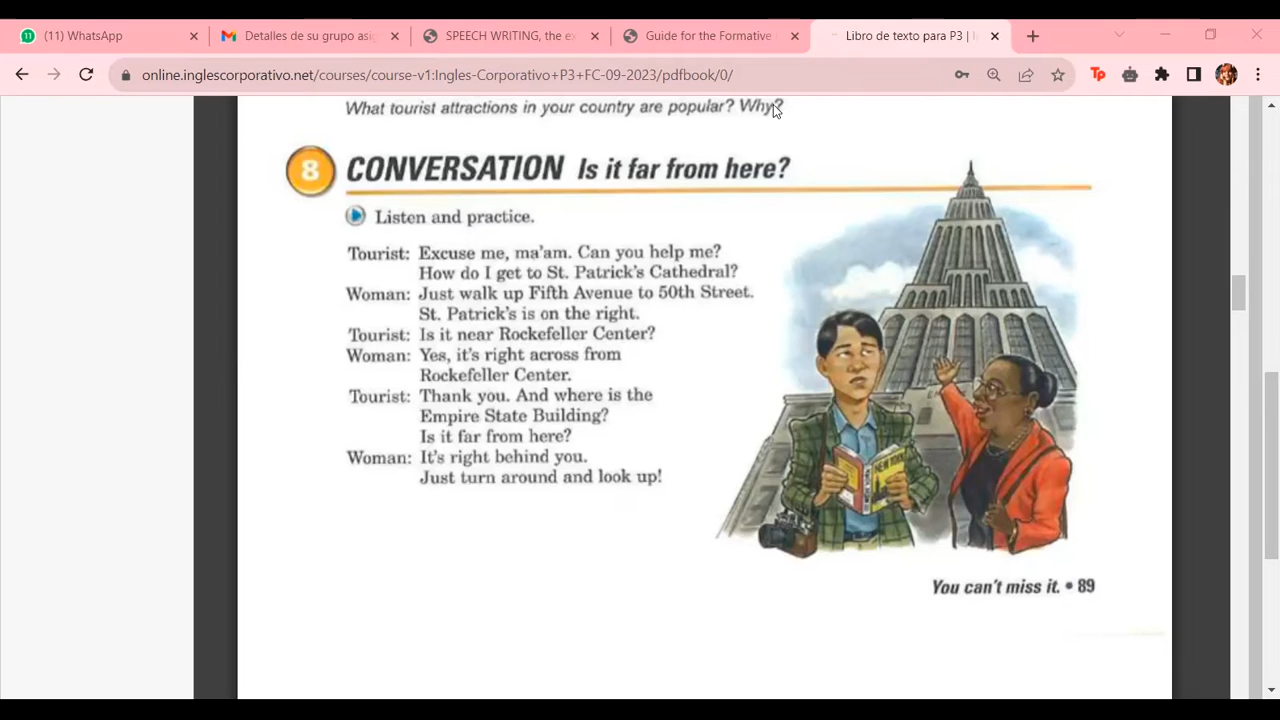 (11) WhatsApp
Detalles de su grupo asig
SPEECH WRITING, the ex
Guide for the Formative
Libro de texto para P3 | I
online.inglescorporativo.net/courses/course-v1:Ingles-Corporativo+P3+FC-09-2023/pdfbook/0/
Tp
What tourist attractions in your country are popular? Why?
8 CONVERSATION Is it far from here?
Listen and practice.
Tourist: Excuse me, ma'am. Can you help me?
How do I get to St. Patrick's Cathedral?
Woman: Just walk up Fifth Avenue to 50th Street.
St. Patrick's is on the right.
Tourist: Is it near Rockefeller Center?
Woman: Yes, it's right across from
Rockefeller Center.
Tourist: Thank you. And where is the
Empire State Building?
Is it far from here?
Woman: It's right behind you.
Just turn around and look up!
NEW YORK
You can't miss it. • 89